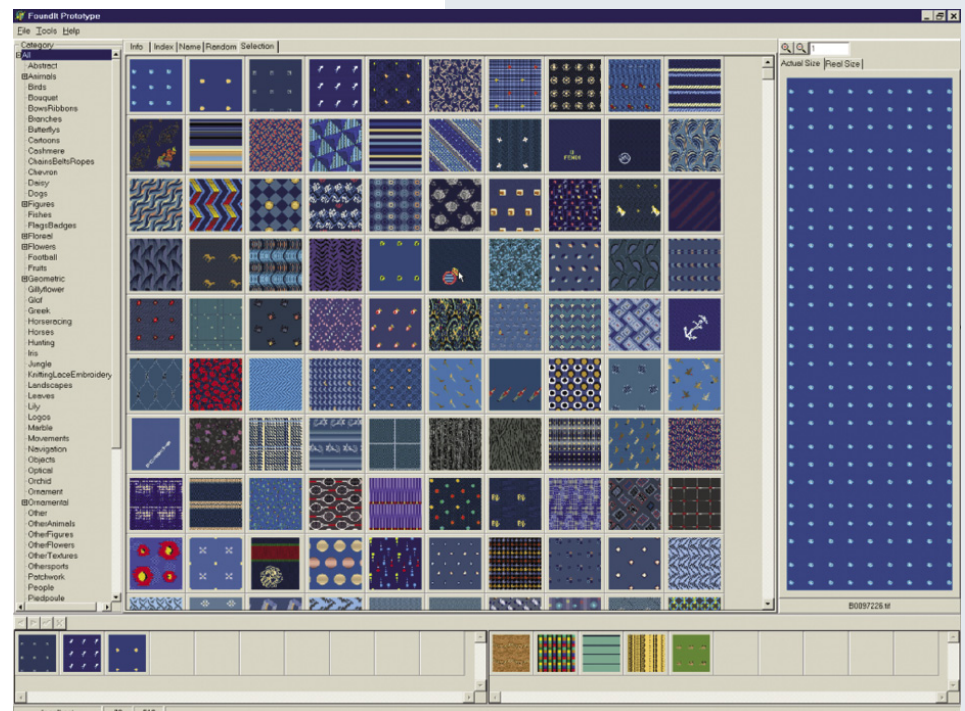 FoundIt Prototype
File Tools Help
Category
All
Abstract
Animals
Birds
Bouquet
BowsRibbons
Branches
Butterflys
Cartoons
Cashmere
ChainsBeltsRopes
Chevron
Daisy
Dogs
Figures
Fishes
FlagsBadges
Floreal
Flowers
Football
Fruits
Geometric
Gillyflower
Glof
Greek
Horseracing
Horses
Hunting
Iris
Jungle
KnittingLaceEmbroidery
Landscapes
Leaves
Lily
Logos
Marble
Movements
Navigation
Objects
Optical
Orchid
Ornament
Ornamental
Other
OtherAnimals
OtherFigures
OtherFlowers
OtherTextures
Othersports
Patchwork
People
Piedpoule
Info Index Name Random Selection
FENDI
1
Actual Size Real Size
B0097226.tif